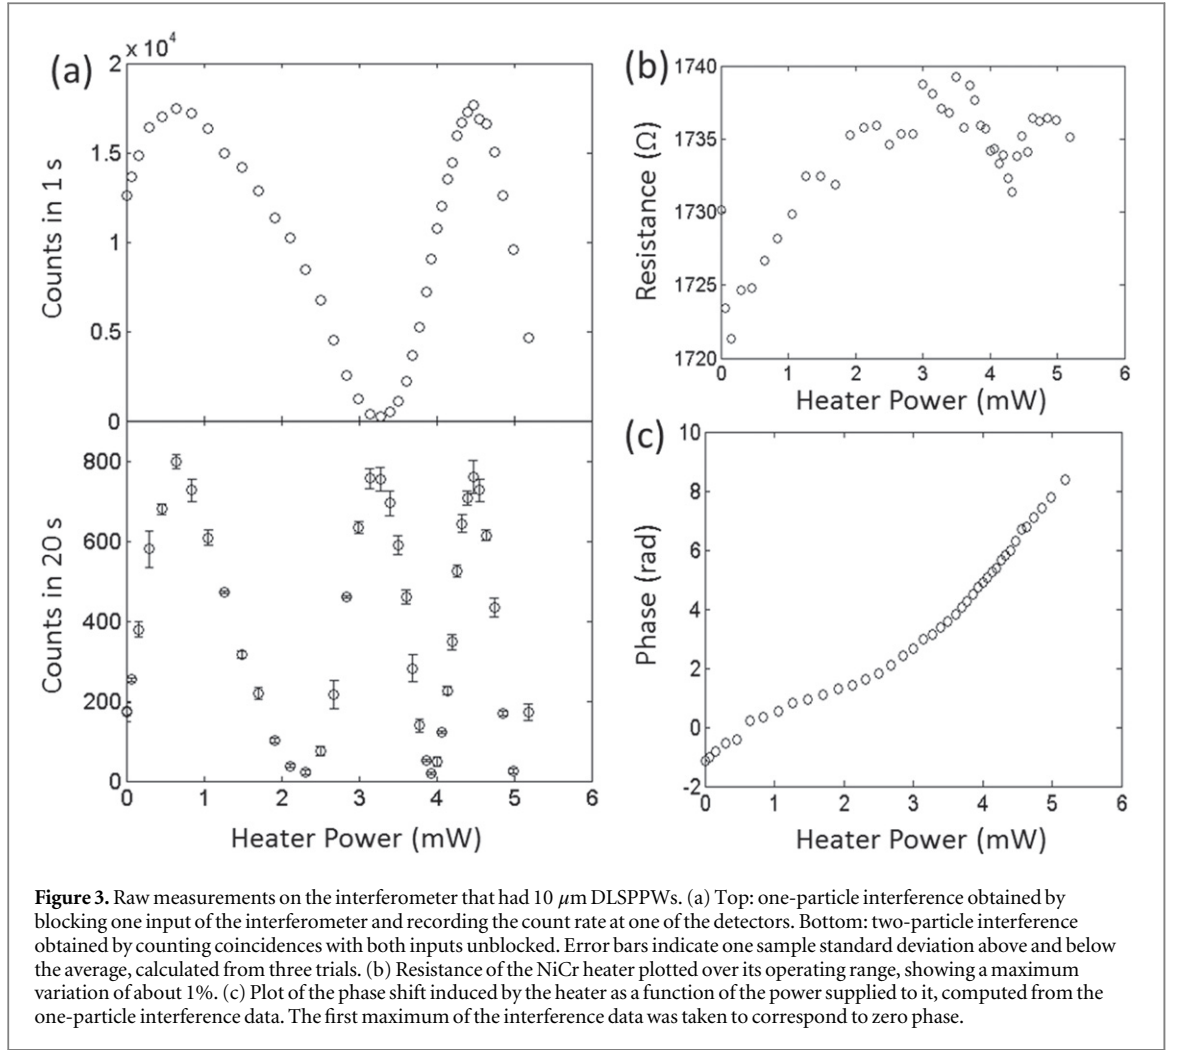 (a)
x 10⁴
2
1.5
1
0.5
0
Counts in 1 s
800
600
400
200
0
Counts in 20 s
0 1 2 3 4 5 6
Heater Power (mW)
(b)
1740
1735
1730
1725
1720
Resistance (Ω)
0 1 2 3 4 5 6
Heater Power (mW)
(c)
10
8
6
4
2
0
-2
Phase (rad)
0 1 2 3 4 5 6
Heater Power (mW)
Figure 3. Raw measurements on the interferometer that had 10 μm DLSPPWs. (a) Top: one-particle interference obtained by
blocking one input of the interferometer and recording the count rate at one of the detectors. Bottom: two-particle interference
obtained by counting coincidences with both inputs unblocked. Error bars indicate one sample standard deviation above and below
the average, calculated from three trials. (b) Resistance of the NiCr heater plotted over its operating range, showing a maximum
variation of about 1%. (c) Plot of the phase shift induced by the heater as a function of the power supplied to it, computed from the
one-particle interference data. The first maximum of the interference data was taken to correspond to zero phase.